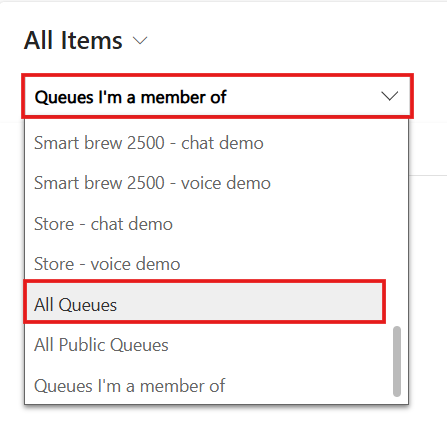 All Items
Queues I'm a member of
Smart brew 2500 - chat demo
Smart brew 2500 - voice demo
Store - chat demo
Store - voice demo
All Queues
All Public Queues
Queues I'm a member of